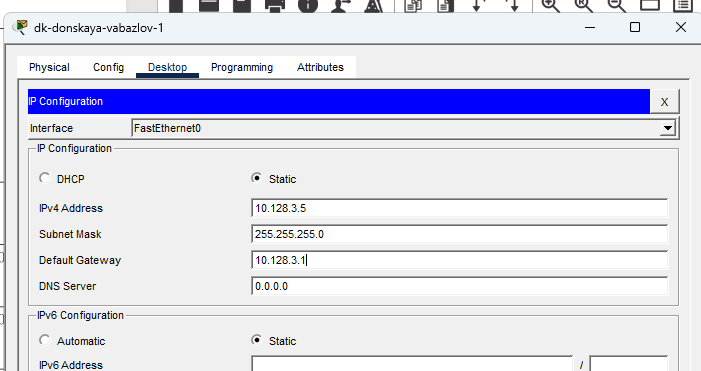 dk-donskaya-vabazlov-1
Physical Config Desktop Programming Attributes
IP Configuration X
Interface FastEthernet0
IP Configuration
DHCP Static
IPv4 Address 10.128.3.5
Subnet Mask 255.255.255.0
Default Gateway 10.128.3.1
DNS Server 0.0.0.0
IPv6 Configuration
Automatic Static
IPv6 Address /